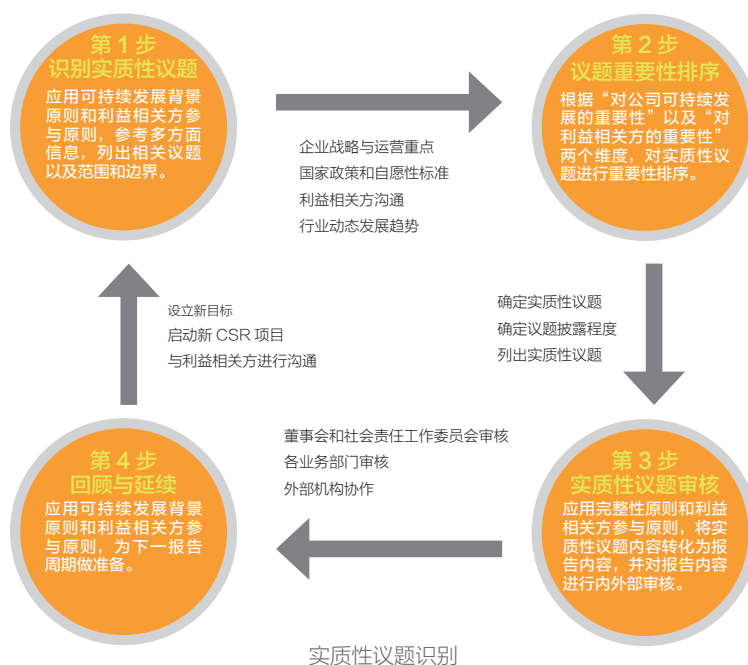 第 1 步
识别实质性议题
应用可持续发展背景
原则和利益相关方参
与原则，参考多方面
信息，列出相关议题
以及范围和边界。
企业战略与运营重点
国家政策和自愿性标准
利益相关方沟通
行业动态发展趋势
第 2 步
议题重要性排序
根据“对公司可持续发
展的重要性”以及“对
利益相关方的重要性”
两个维度，对实质性议
题进行重要性排序。
确定实质性议题
确定议题披露程度
列出实质性议题
第 3 步
实质性议题审核
应用完整性原则和利益
相关方参与原则，将实
质性议题内容转化为报
告内容，并对报告内容
进行内外部审核。
董事会和社会责任工作委员会审核
各业务部门审核
外部机构协作
第 4 步
回顾与延续
应用可持续发展背景
原则和利益相关方参
与原则，为下一报告
周期做准备。
设立新目标
启动新 CSR 项目
与利益相关方进行沟通
实质性议题识别